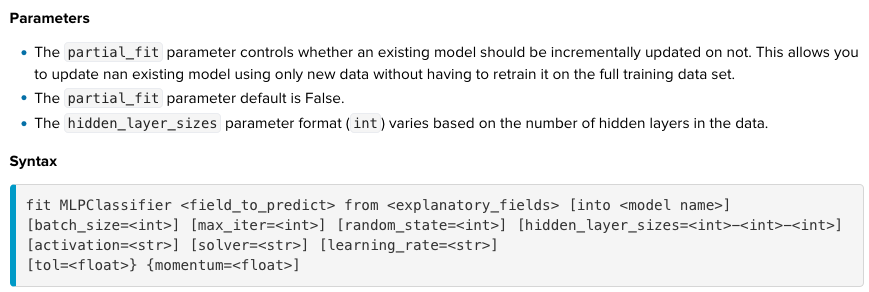 Parameters
• The partial_fit parameter controls whether an existing model should be incrementally updated on not. This allows you
to update nan existing model using only new data without having to retrain it on the full training data set.
• The partial_fit parameter default is False.
• The hidden_layer_sizes parameter format (int) varies based on the number of hidden layers in the data.
Syntax
fit MLPClassifier <field_to_predict> from <explanatory_fields> [into <model name>]
[batch_size=<int>] [max_iter=<int>] [random_state=<int>] [hidden_layer_sizes=<int>−<int>−<int>]
[activation=<str>] [solver=<str>] [learning_rate=<str>]
[tol=<float>} {momentum=<float>]